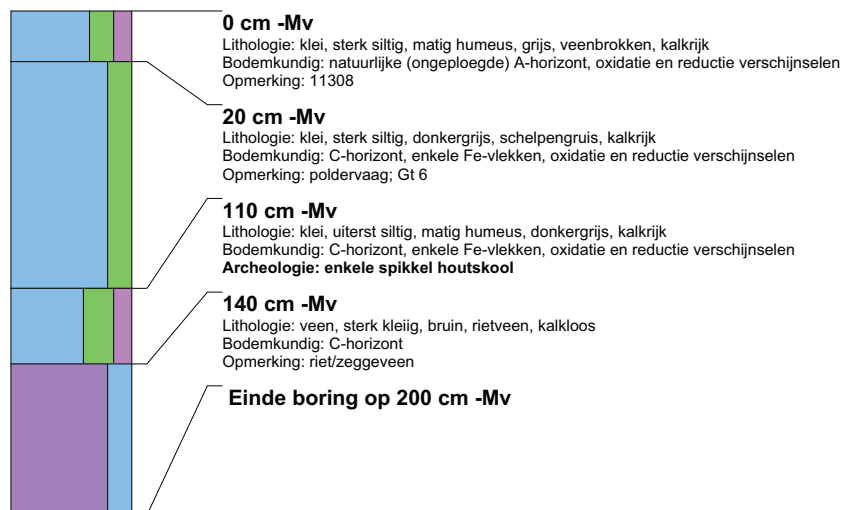 0 cm -Mv
Lithologie: klei, sterk siltig, matig humeus, grijs, veenbrokken, kalkrijk
Bodemkundig: natuurlijke (ongeploegde) A-horizont, oxidatie en reductie verschijnselen
Opmerking: 11308
20 cm -Mv
Lithologie: klei, sterk siltig, donkergrijs, schelpengruis, kalkrijk
Bodemkundig: C-horizont, enkele Fe-vlekken, oxidatie en reductie verschijnselen
Opmerking: poldervaag; Gt 6
110 cm -Mv
Lithologie: klei, uiterst siltig, matig humeus, donkergrijs, kalkrijk
Bodemkundig: C-horizont, enkele Fe-vlekken, oxidatie en reductie verschijnselen
Archeologie: enkele spikkel houtskool
140 cm -Mv
Lithologie: veen, sterk kleiig, bruin, rietveen, kalkloos
Bodemkundig: C-horizont
Opmerking: riet/zeggeveen
Einde boring op 200 cm -Mv